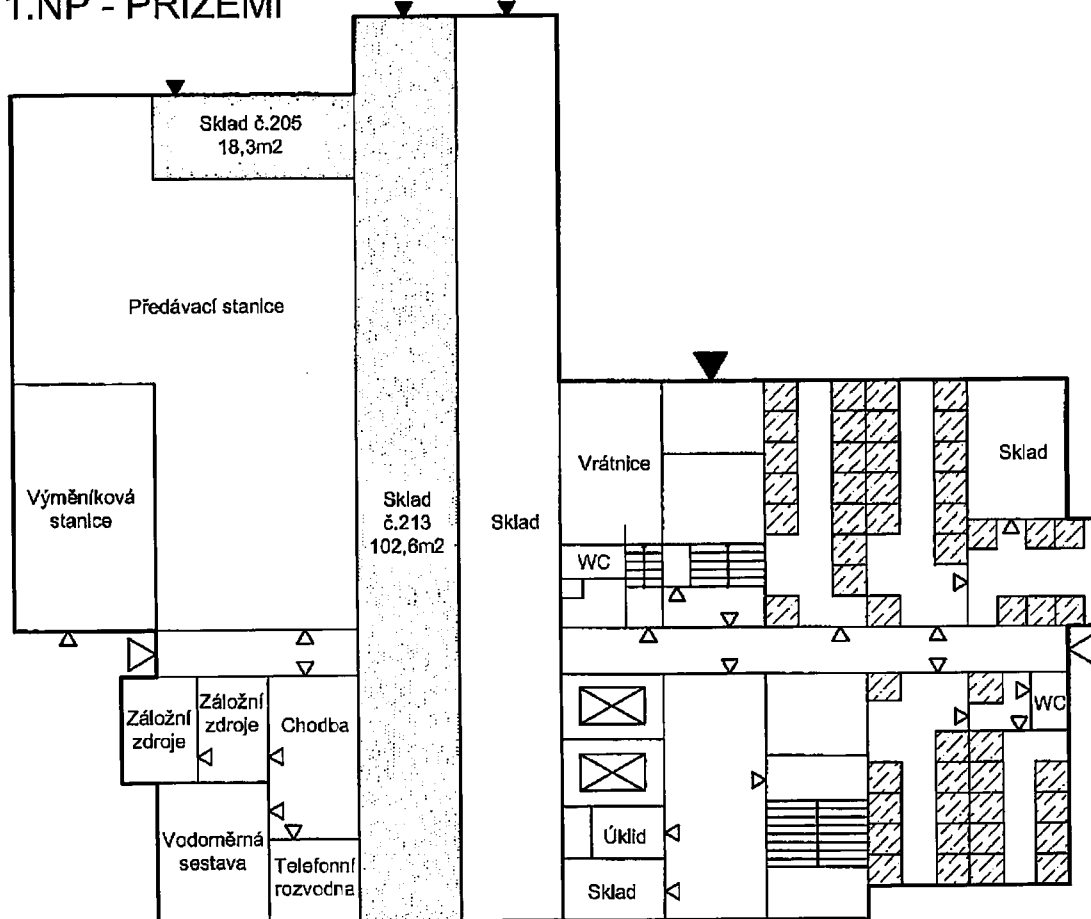 1.NP - PŘÍZEMÍ
Sklad č.205
18,3m2
Předávací stanice
Výměníková
stanice
Sklad
č.213
102,6m2
Sklad
Vrátnice
Sklad
WC
Záložní
zdroje
Záložní
zdroje
Chodba
WC
Vodoměrná
sestava
Telefonní
rozvodna
Úklid
Sklad